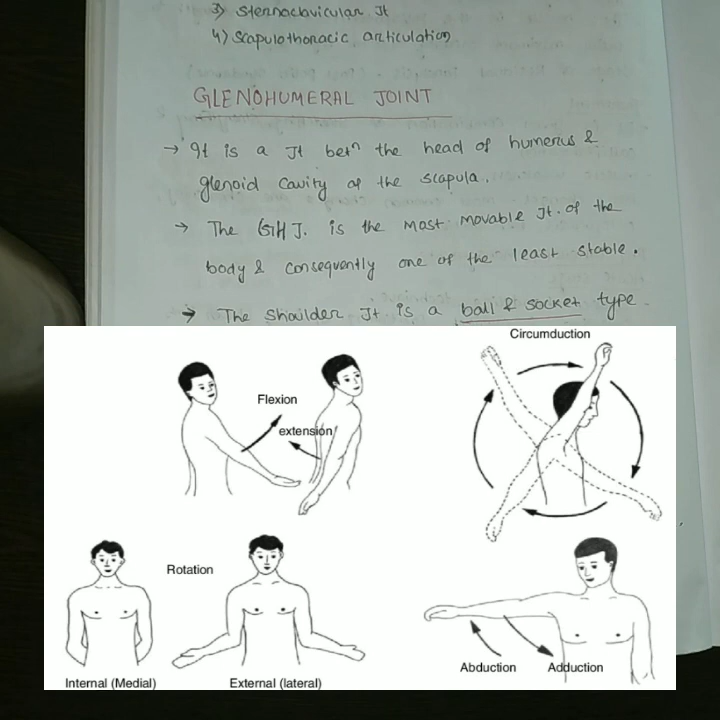 3) Sternoclavicular Jt
4) Scapulothoracic articulation
GLENOHUMERAL JOINT
→ It is a Jt betn the head of humerus &
glenoid cavity of the scapula.
→ The GH J. is the most movable Jt. of the
body & consequently one of the least stable.
→ The shoulder Jt is a ball & socket type.
Circumduction
Flexion
extension
Rotation
Internal (Medial)
External (lateral)
Abduction
Adduction